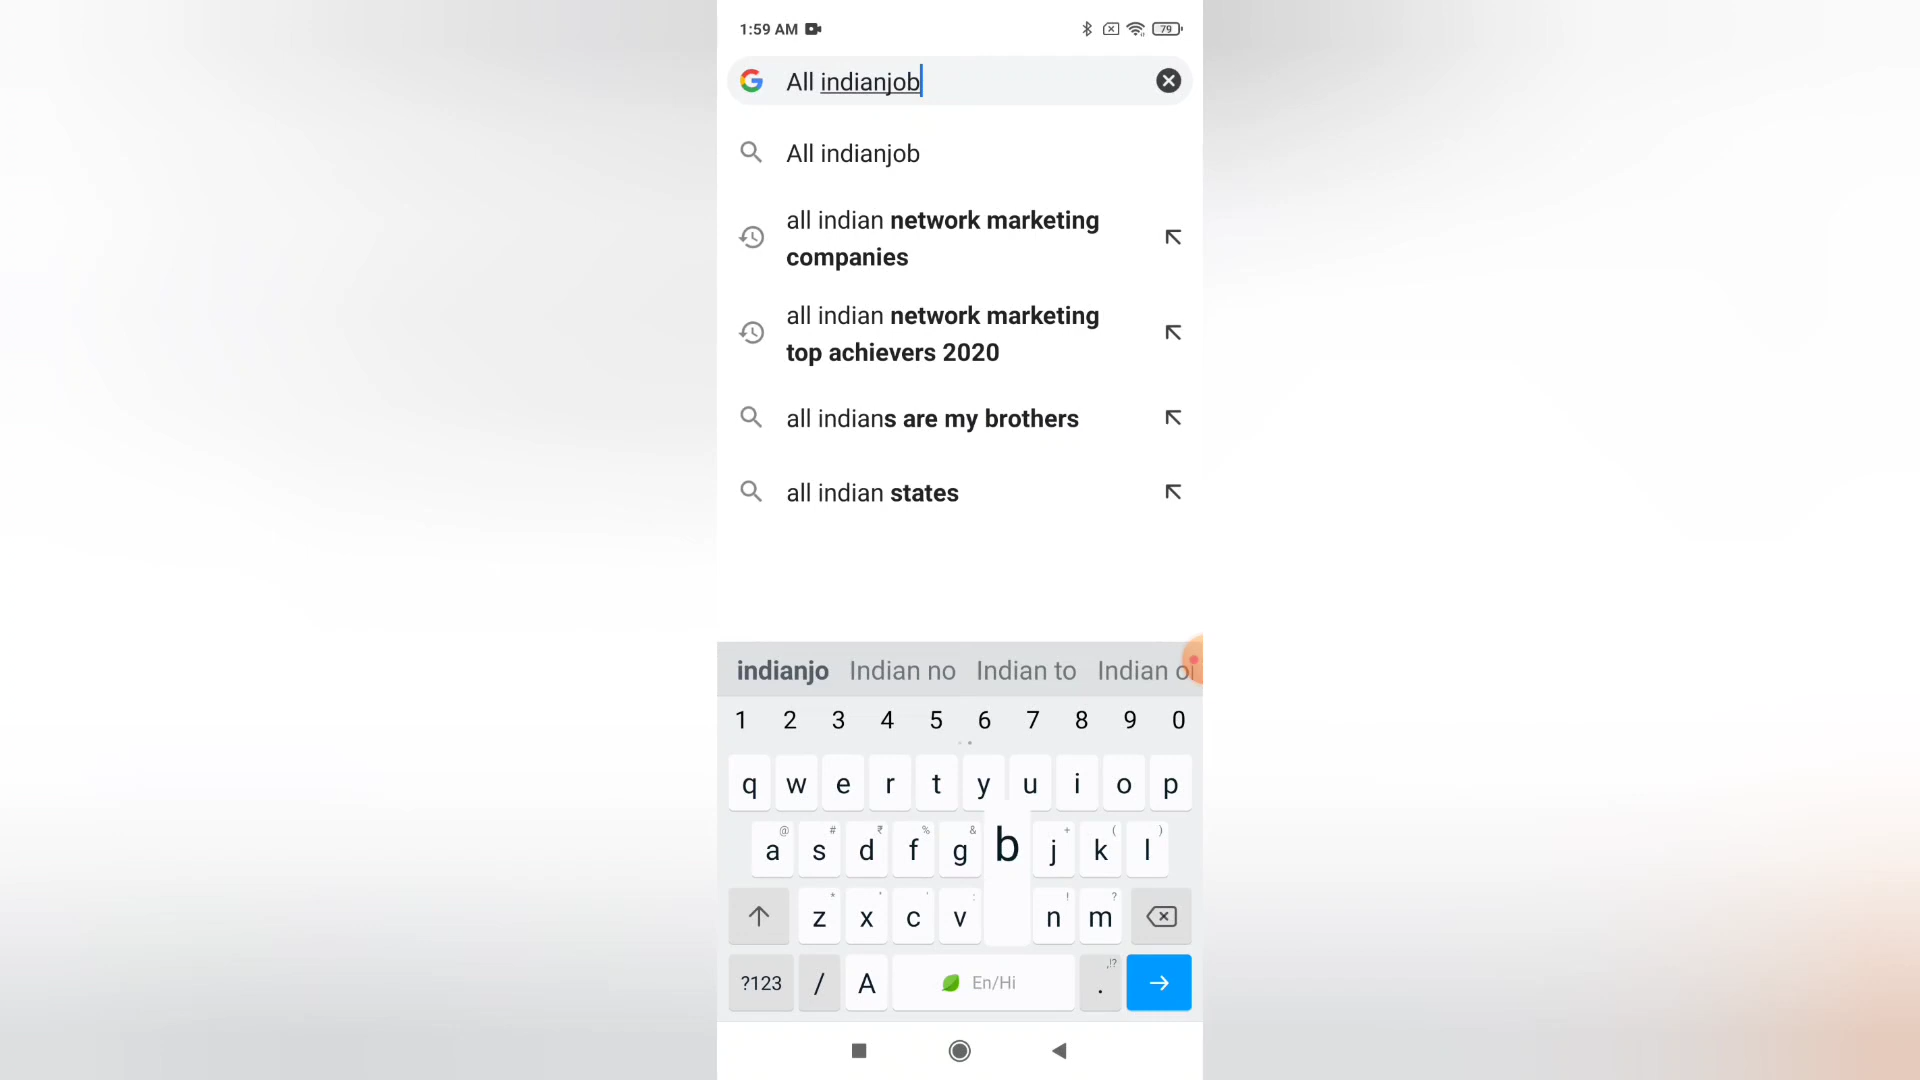 1:59 AM
79
All indianjob
All indianjob
all indian network marketing
companies
all indian network marketing
top achievers 2020
all indians are my brothers
all indian states
indianjo Indian no Indian to Indian o
1 2 3 4 5 6 7 8 9 0
q w e r t y u i o p
@ # ₹ % & + ( )
a s d f g b j k l
* " ' : ! ?
z x c v n m
,!?
?123 / A En/Hi .